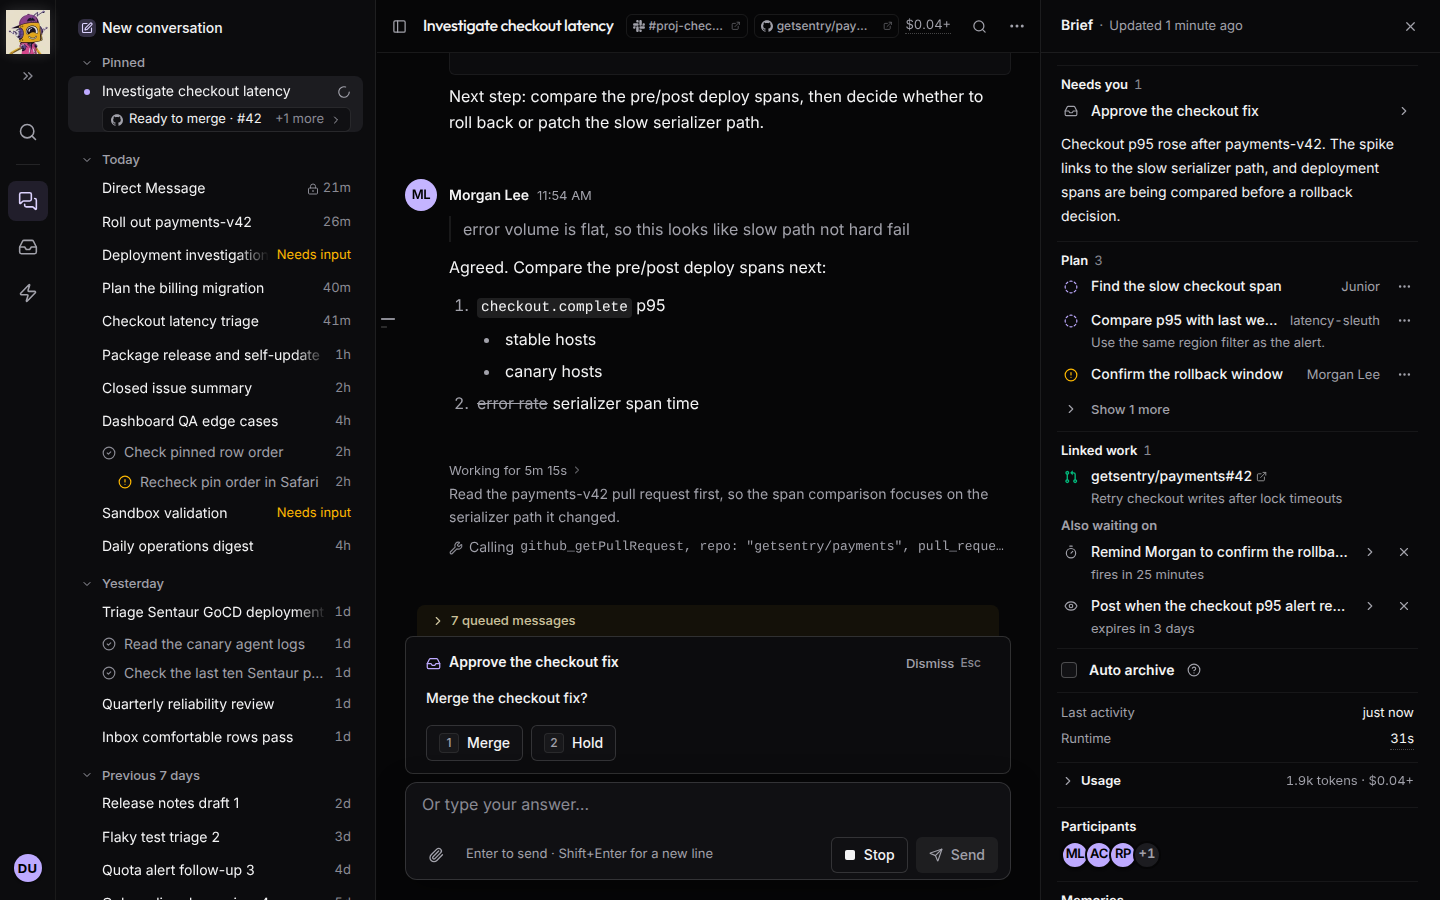 New conversation
Pinned
Investigate checkout latency
Ready to merge · #42 +1 more
Today
Direct Message 21m
Roll out payments-v42 26m
Deployment investigation Needs input
Plan the billing migration 40m
Checkout latency triage 41m
Package release and self-update 1h
Closed issue summary 2h
Dashboard QA edge cases 4h
Check pinned row order 2h
Recheck pin order in Safari 2h
Sandbox validation Needs input
Daily operations digest 4h
Yesterday
Triage Sentaur GoCD deployment 1d
Read the canary agent logs 1d
Check the last ten Sentaur p... 1d
Quarterly reliability review 1d
Inbox comfortable rows pass 1d
Previous 7 days
Release notes draft 1 2d
Flaky test triage 2 3d
Quota alert follow-up 3 4d
DU
Investigate checkout latency #proj-chec... getsentry/pay... $0.04+
Next step: compare the pre/post deploy spans, then decide whether to
roll back or patch the slow serializer path.
ML Morgan Lee 11:54 AM
error volume is flat, so this looks like slow path not hard fail
Agreed. Compare the pre/post deploy spans next:
1. checkout.complete p95
• stable hosts
• canary hosts
2. error rate serializer span time
Working for 5m 15s
Read the payments-v42 pull request first, so the span comparison focuses on the
serializer path it changed.
Calling github_getPullRequest, repo: "getsentry/payments", pull_reque...
7 queued messages
Approve the checkout fix Dismiss Esc
Merge the checkout fix?
1 Merge 2 Hold
Or type your answer...
Enter to send · Shift+Enter for a new line Stop Send
Brief · Updated 1 minute ago
Needs you 1
Approve the checkout fix
Checkout p95 rose after payments-v42. The spike
links to the slow serializer path, and deployment
spans are being compared before a rollback
decision.
Plan 3
Find the slow checkout span Junior
Compare p95 with last we... latency-sleuth
Use the same region filter as the alert.
Confirm the rollback window Morgan Lee
Show 1 more
Linked work 1
getsentry/payments#42
Retry checkout writes after lock timeouts
Also waiting on
Remind Morgan to confirm the rollba...
fires in 25 minutes
Post when the checkout p95 alert re...
expires in 3 days
Auto archive
Last activity just now
Runtime 31s
Usage 1.9k tokens · $0.04+
Participants
ML AC RP +1
Memories